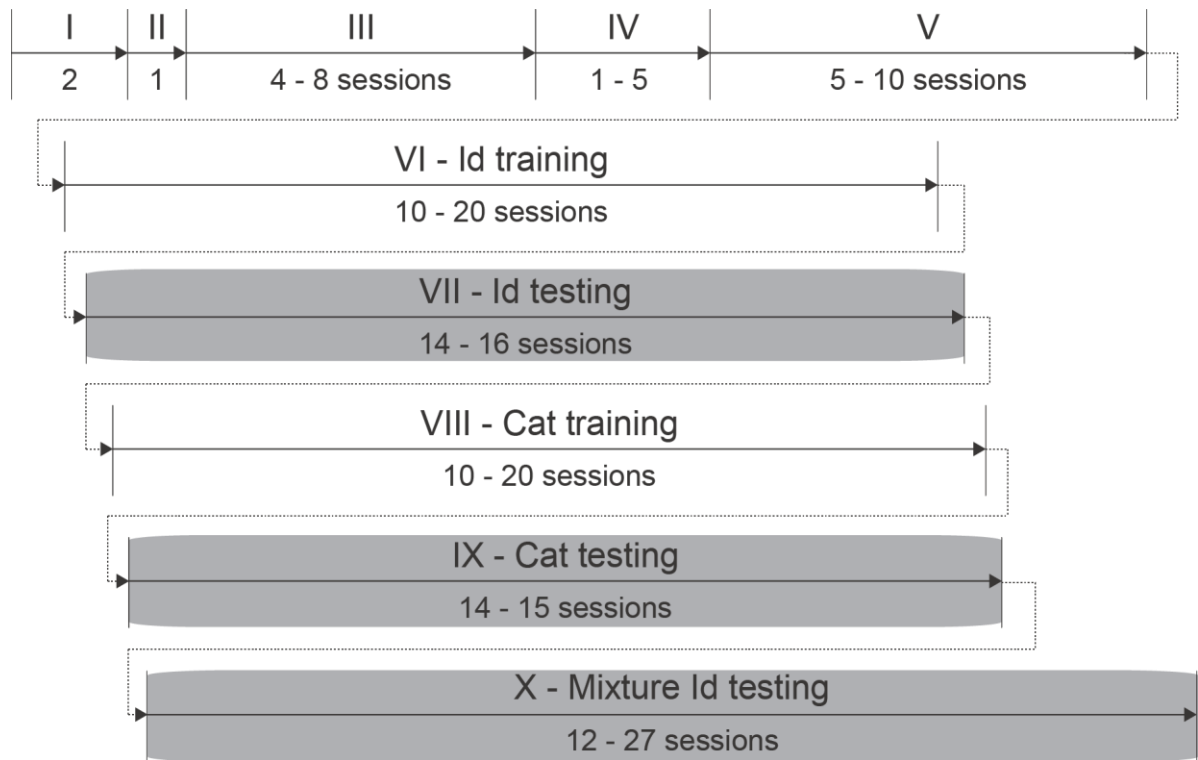 I II III IV V
2 1 4 - 8 sessions 1 - 5 5 - 10 sessions
VI - Id training
10 - 20 sessions
VII - Id testing
14 - 16 sessions
VIII - Cat training
10 - 20 sessions
IX - Cat testing
14 - 15 sessions
X - Mixture Id testing
12 - 27 sessions